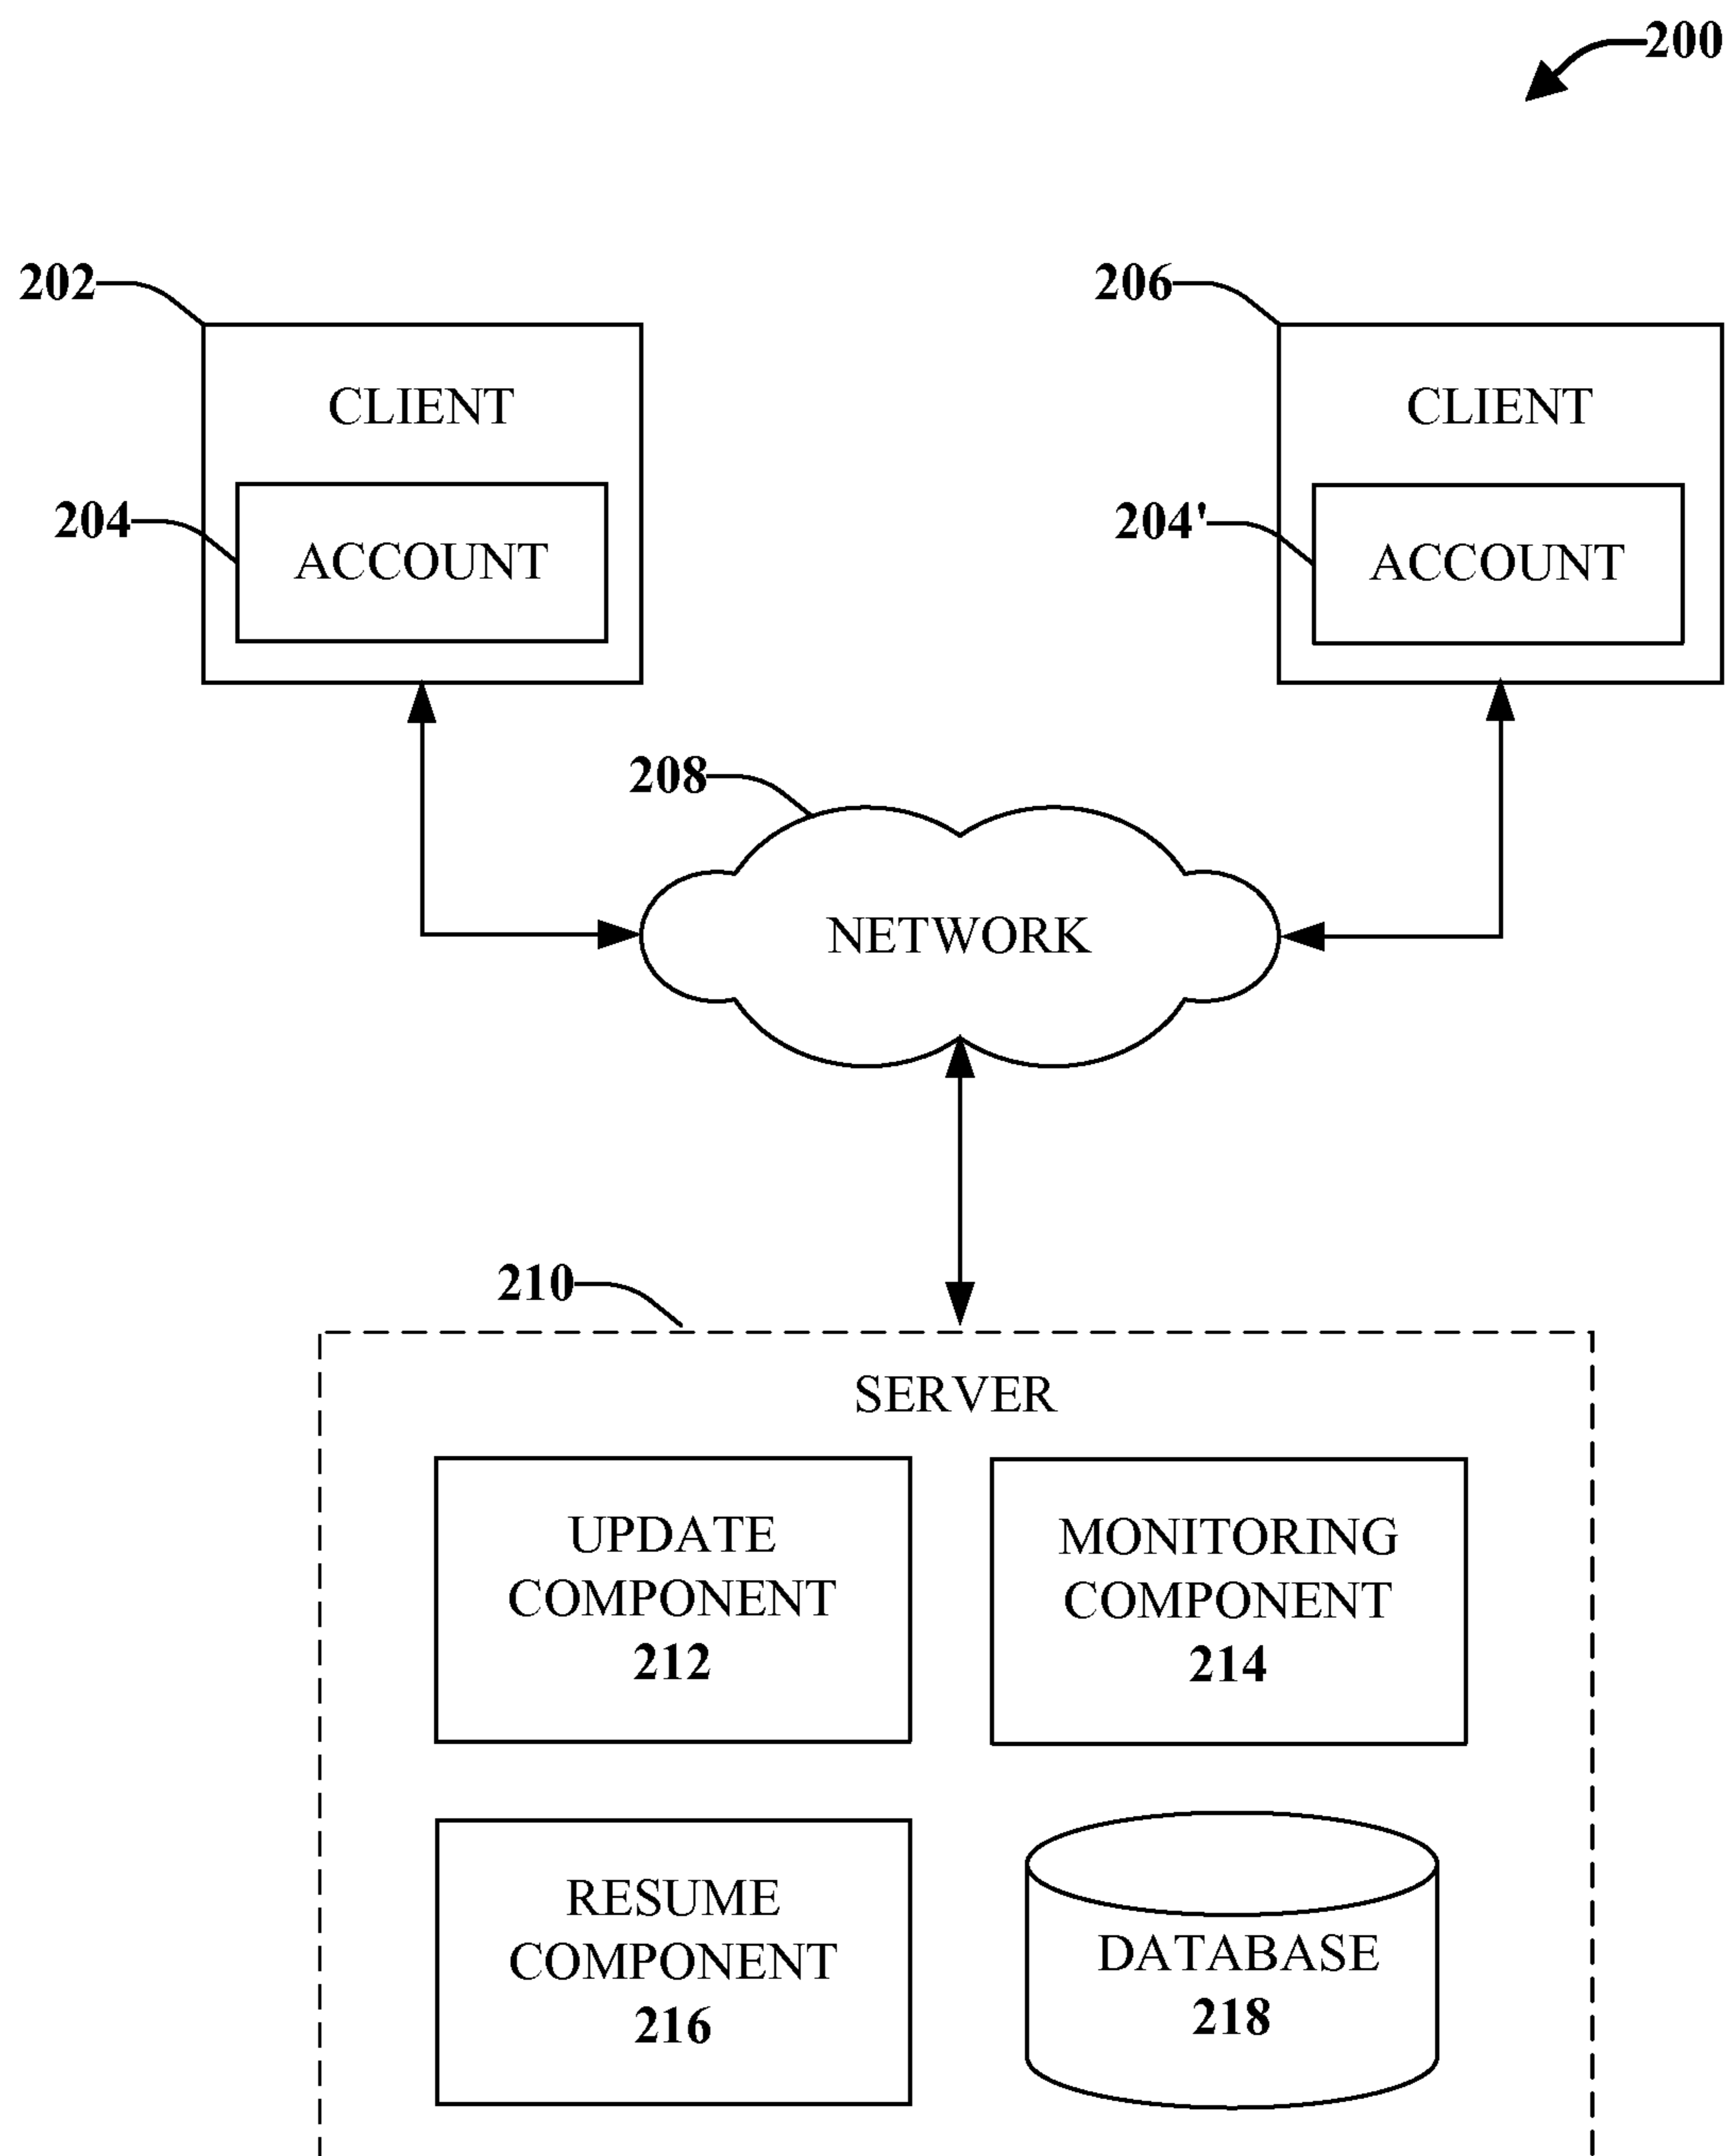 200
202
206
CLIENT
CLIENT
204
ACCOUNT
204'
ACCOUNT
208
NETWORK
210
SERVER
UPDATE
COMPONENT
212
MONITORING
COMPONENT
214
RESUME
COMPONENT
216
DATABASE
218